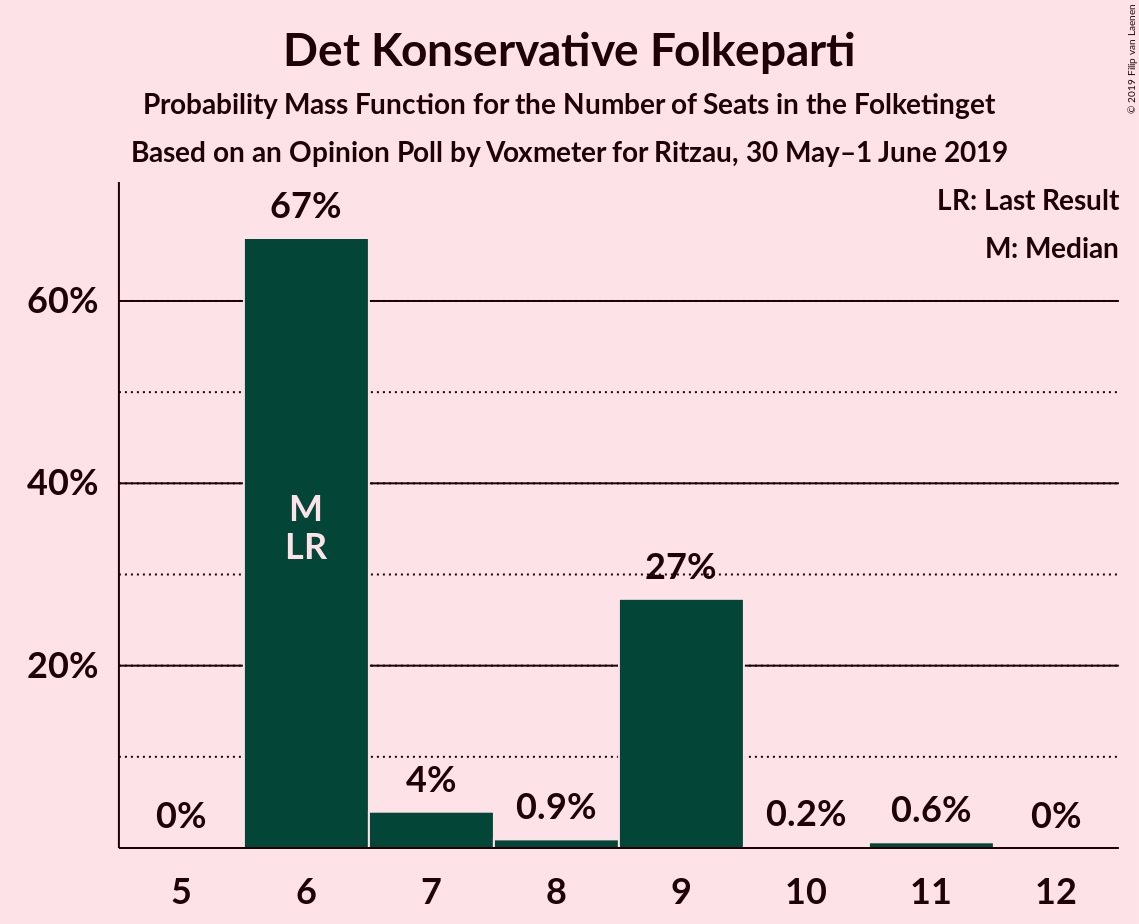 Det Konservative Folkeparti
Probability Mass Function for the Number of Seats in the Folketinget
Based on an Opinion Poll by Voxmeter for Ritzau, 30 May–1 June 2019
© 2019 Filip van Laenen
LR: Last Result
M: Median
67%
60%
40%
M
LR
27%
20%
0%
4%
0.9%
0.2%
0.6%
0%
5 6 7 8 9 10 11 12